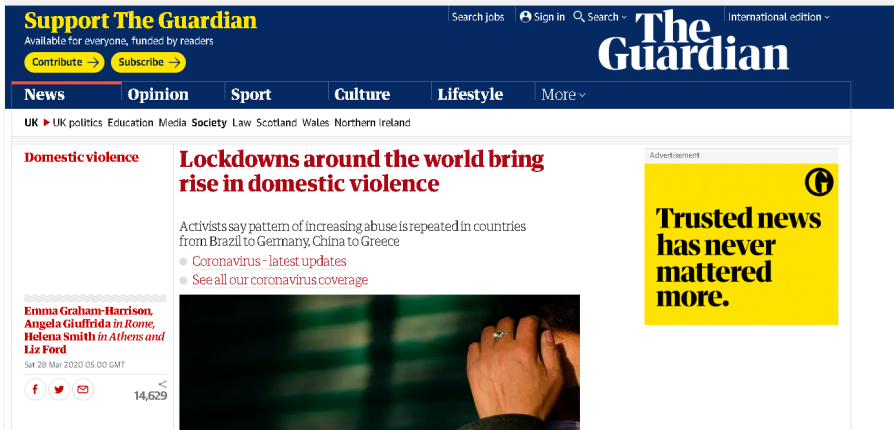 Support The Guardian
Available for everyone, funded by readers
Contribute → Subscribe →
Search jobs Sign in Search International edition
The
Guardian
News Opinion Sport Culture Lifestyle More
UK UK politics Education Media Society Law Scotland Wales Northern Ireland
Domestic violence
Lockdowns around the world bring
rise in domestic violence
Activists say pattern of increasing abuse is repeated in countries
from Brazil to Germany, China to Greece
Coronavirus - latest updates
See all our coronavirus coverage
Emma Graham-Harrison,
Angela Giuffrida in Rome,
Helena Smith in Athens and
Liz Ford
Sat 28 Mar 2020 05.00 GMT
14,629
Advertisement
G
Trusted news
has never
mattered
more.